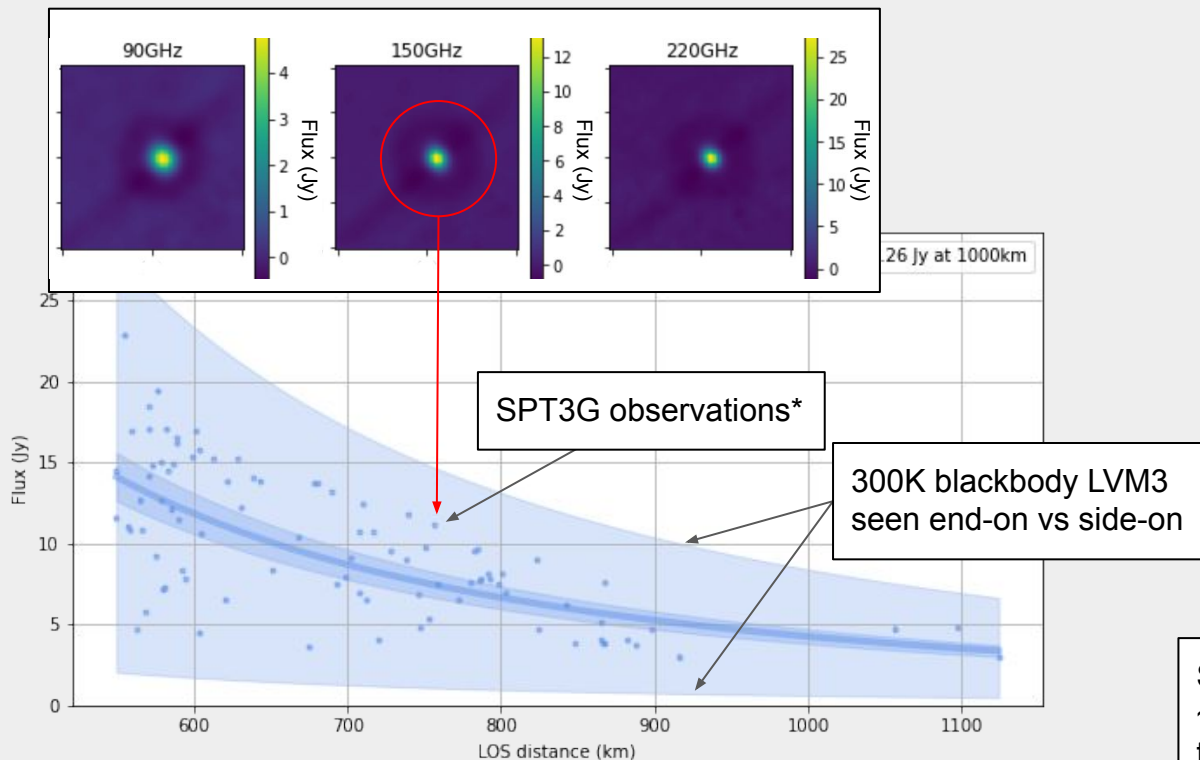 90GHz
150GHz
220GHz
4
3
2
1
0
Flux (Jy)
12
10
8
6
4
2
0
Flux (Jy)
25
20
15
10
5
0
Flux (Jy)
.26 Jy at 1000km
SPT3G observations*
300K blackbody LVM3
seen end-on vs side-on
25
20
15
10
5
0
Flux (Jy)
600
700
800
900
1000
1100
LOS distance (km)